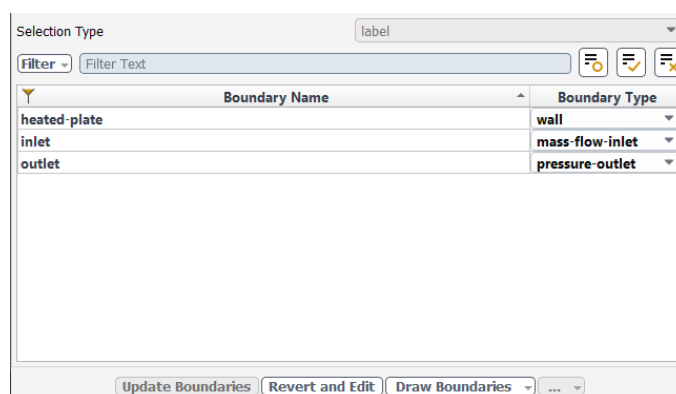 Selection Type label
Filter Filter Text
Boundary Name Boundary Type
heated-plate wall
inlet mass-flow-inlet
outlet pressure-outlet
Update Boundaries Revert and Edit Draw Boundaries ...